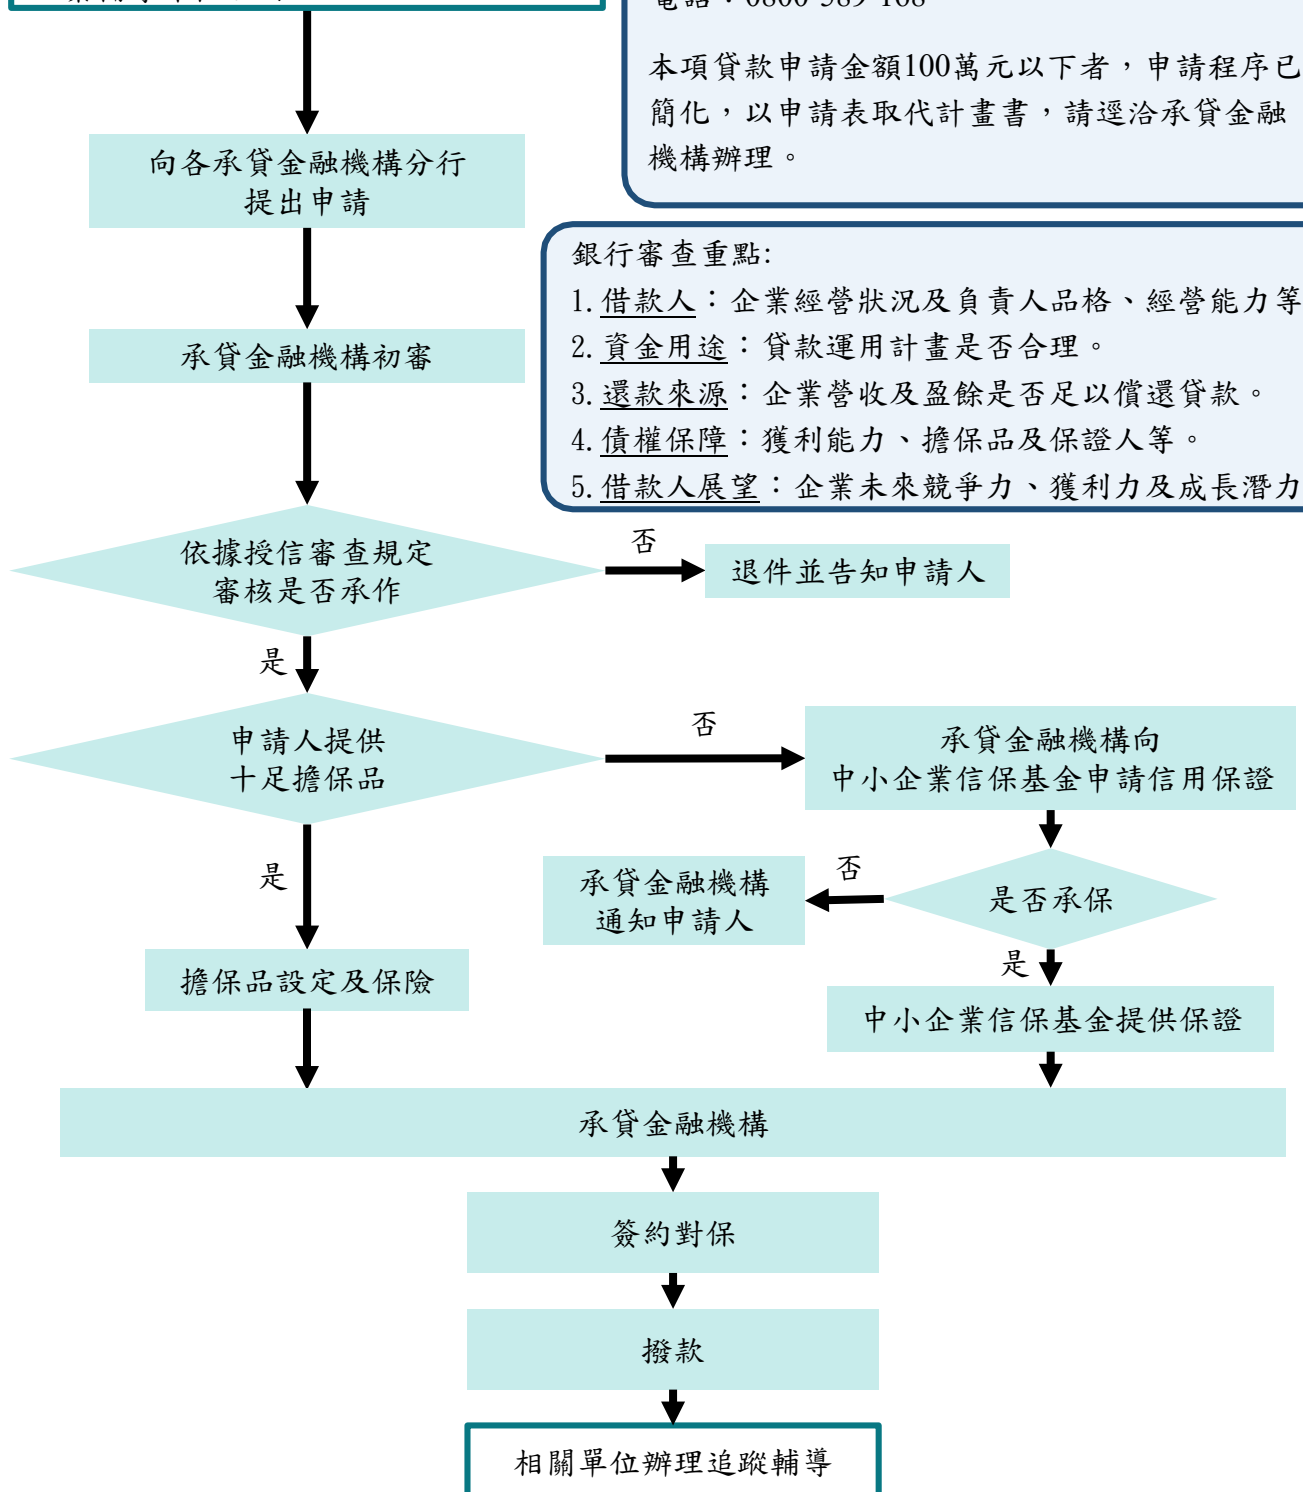 電話：0800-589-168
本項貸款申請金額100萬元以下者，申請程序已
簡化，以申請表取代計畫書，請逕洽承貸金融
機構辦理。
向各承貸金融機構分行
提出申請
銀行審查重點:
1.借款人：企業經營狀況及負責人品格、經營能力等
2.資金用途：貸款運用計畫是否合理。
3.還款來源：企業營收及盈餘是否足以償還貸款。
4.債權保障：獲利能力、擔保品及保證人等。
5.借款人展望：企業未來競爭力、獲利力及成長潛力
承貸金融機構初審
依據授信審查規定
審核是否承作
否
退件並告知申請人
是
申請人提供
十足擔保品
否
承貸金融機構向
中小企業信保基金申請信用保證
是
承貸金融機構
通知申請人
否
是否承保
擔保品設定及保險
是
中小企業信保基金提供保證
承貸金融機構
簽約對保
撥款
相關單位辦理追蹤輔導